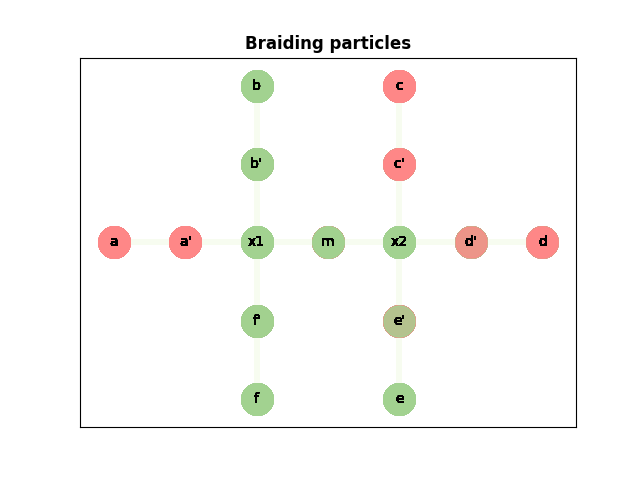 Braiding particles
b c
b' c'
a a' x1 m x2 d' d
f' e'
f e